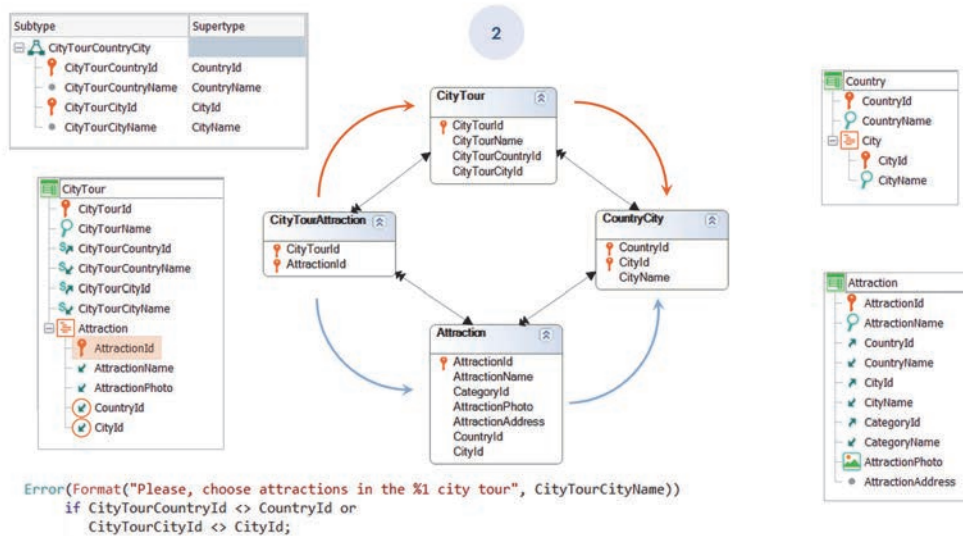 2
Subtype Supertype
CityTourCountryCity
CityTourCountryId CountryId
CityTourCountryName CountryName
CityTourCityId CityId
CityTourCityName CityName
CityTour
CityTourId
CityTourName
CityTourCountryId
CityTourCountryName
CityTourCityId
CityTourCityName
Attraction
AttractionId
AttractionName
AttractionPhoto
CountryId
CityId
CityTour
CityTourId
CityTourName
CityTourCountryId
CityTourCityId
CityTourAttraction
CityTourId
AttractionId
CountryCity
CountryId
CityId
CityName
Attraction
AttractionId
AttractionName
CategoryId
AttractionPhoto
AttractionAddress
CountryId
CityId
Country
CountryId
CountryName
City
CityId
CityName
Attraction
AttractionId
AttractionName
CountryId
CountryName
CityId
CityName
CategoryId
CategoryName
AttractionPhoto
AttractionAddress
Error(Format("Please, choose attractions in the %1 city tour", CityTourCityName))
if CityTourCountryId <> CountryId or
CityTourCityId <> CityId;